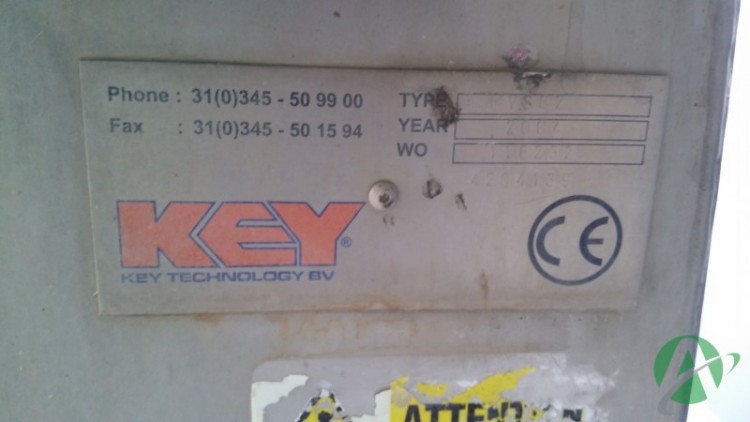 Phone : 31(0)345 - 50 99 00
Fax : 31(0)345 - 50 15 94
TYPE
YEAR
WO
KEY®
KEY TECHNOLOGY BV
CE
ATTENTION